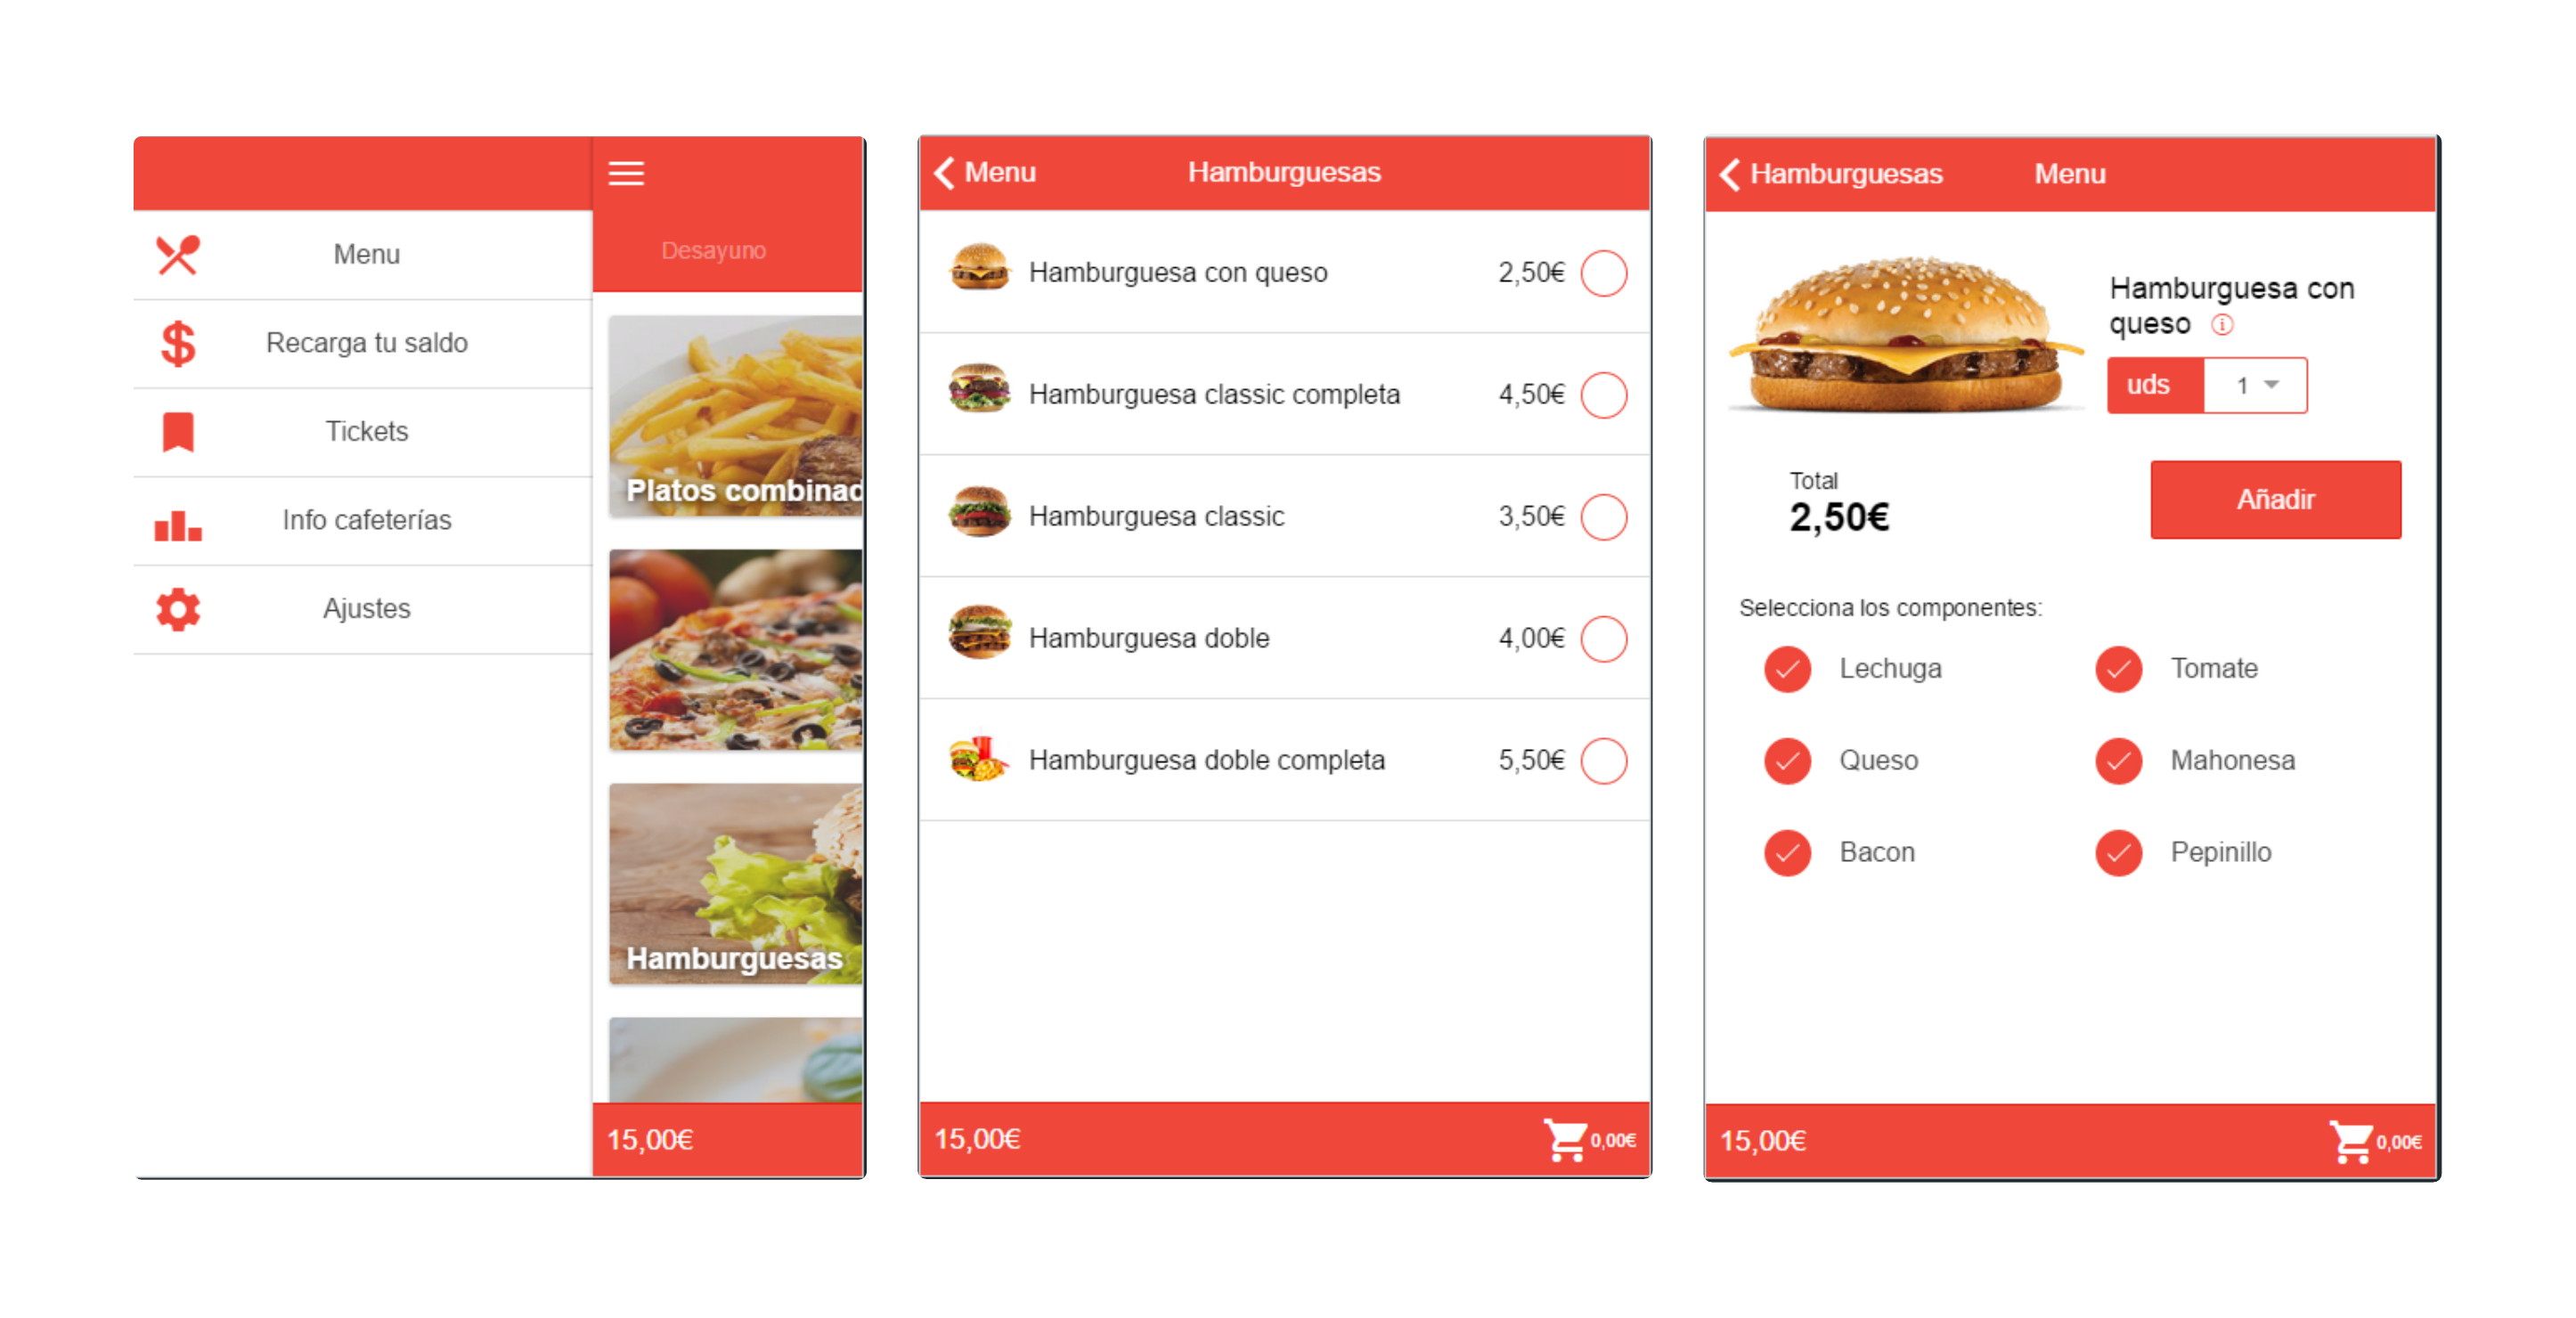 Menu
Recarga tu saldo
Tickets
Info cafeterías
Ajustes
Desayuno
Platos combinad
Hamburguesas
15,00€
Menu
Hamburguesas
Hamburguesa con queso 2,50€
Hamburguesa classic completa 4,50€
Hamburguesa classic 3,50€
Hamburguesa doble 4,00€
Hamburguesa doble completa 5,50€
15,00€
0,00€
Hamburguesas
Menu
Hamburguesa con
queso
uds 1
Total
2,50€
Añadir
Selecciona los componentes:
Lechuga Tomate
Queso Mahonesa
Bacon Pepinillo
15,00€
0,00€